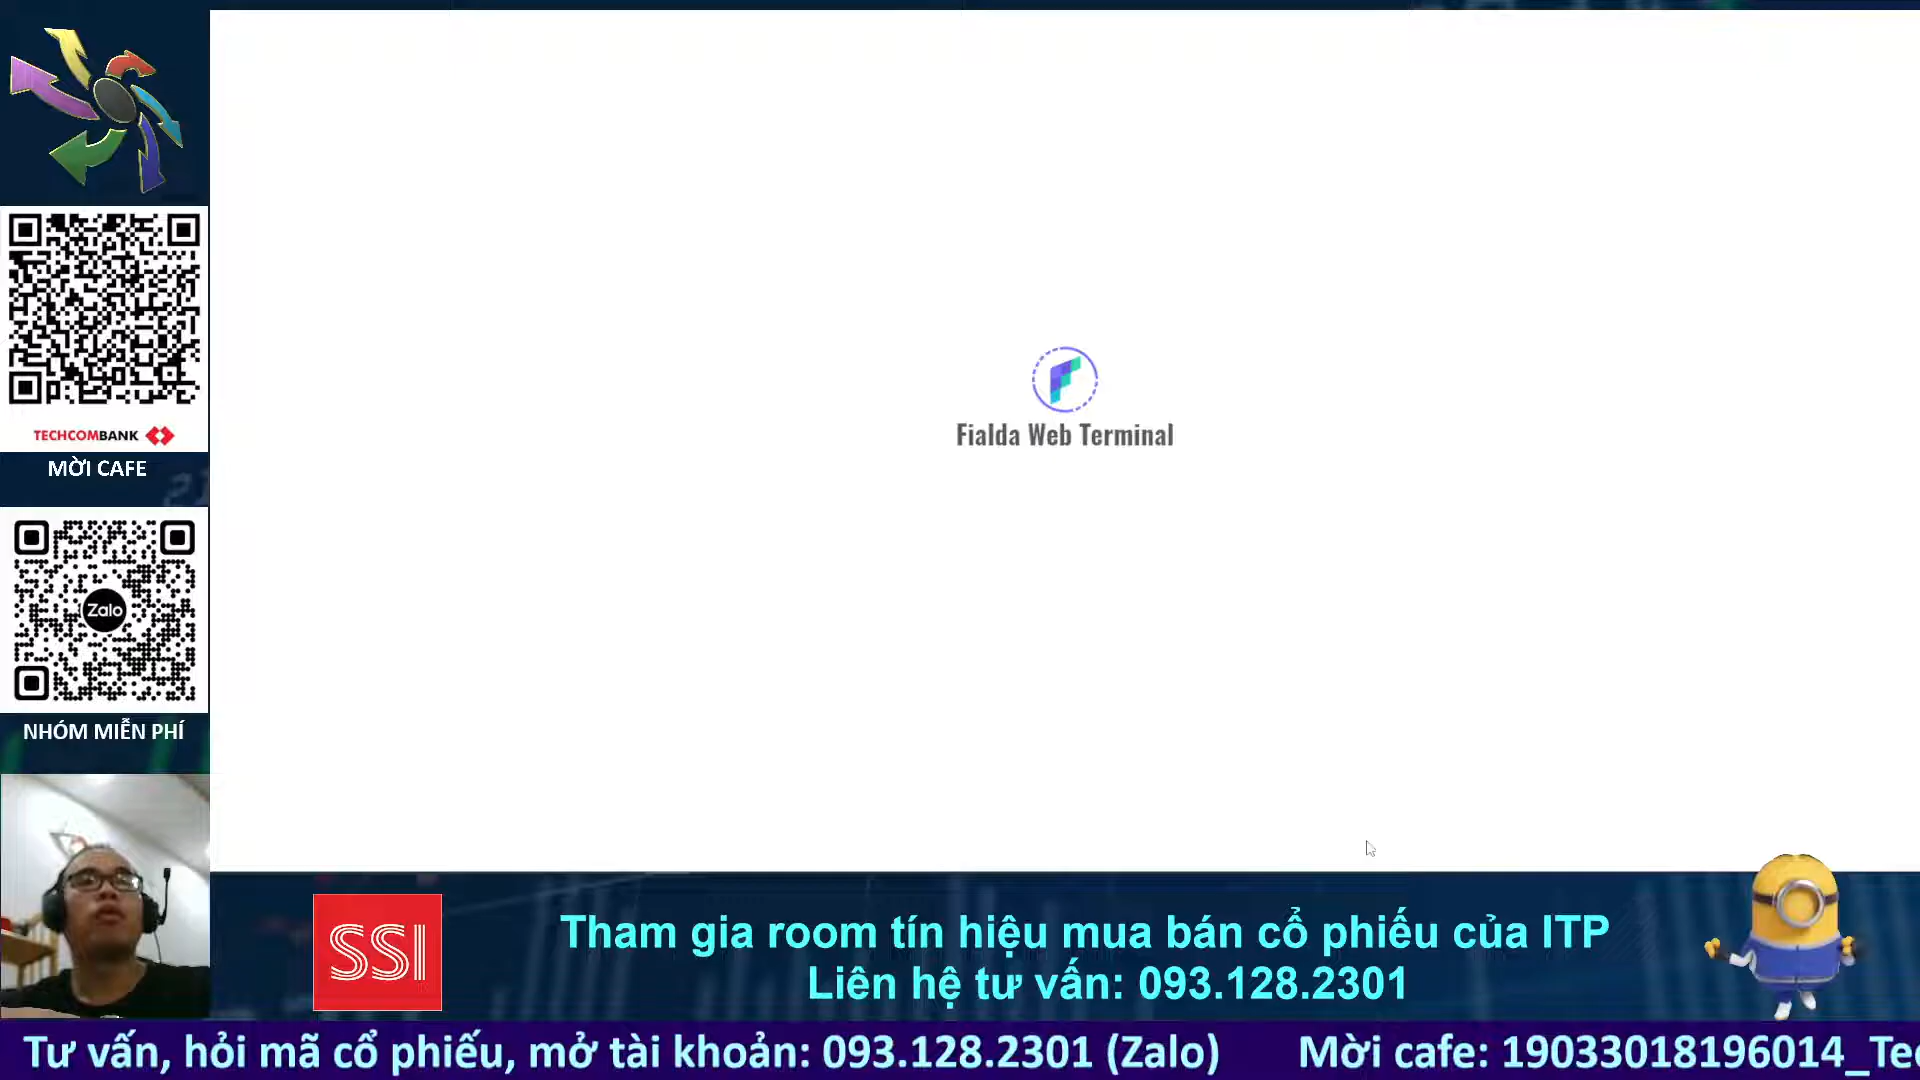 TECHCOMBANK
MỜI CAFE
Zalo
NHÓM MIỄN PHÍ
Fialda Web Terminal
SSI
Tham gia room tín hiệu mua bán cổ phiếu của ITP
Liên hệ tư vấn: 093.128.2301
Tư vấn, hỏi mã cổ phiếu, mở tài khoản: 093.128.2301 (Zalo) Mời cafe: 19033018196014_Tec